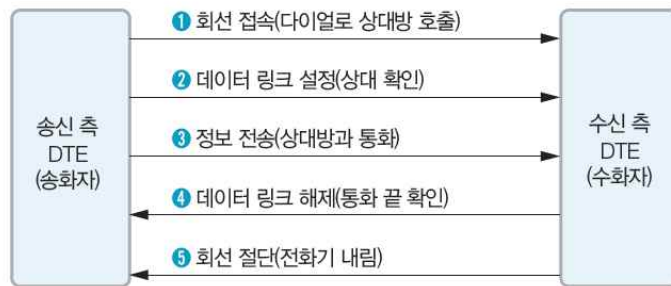 ❶ 회선 접속(다이얼로 상대방 호출)
❷ 데이터 링크 설정(상대 확인)
송신 측
DTE
(송화자)
❸ 정보 전송(상대방과 통화)
수신 측
DTE
(수화자)
❹ 데이터 링크 해제(통화 끝 확인)
❺ 회선 절단(전화기 내림)